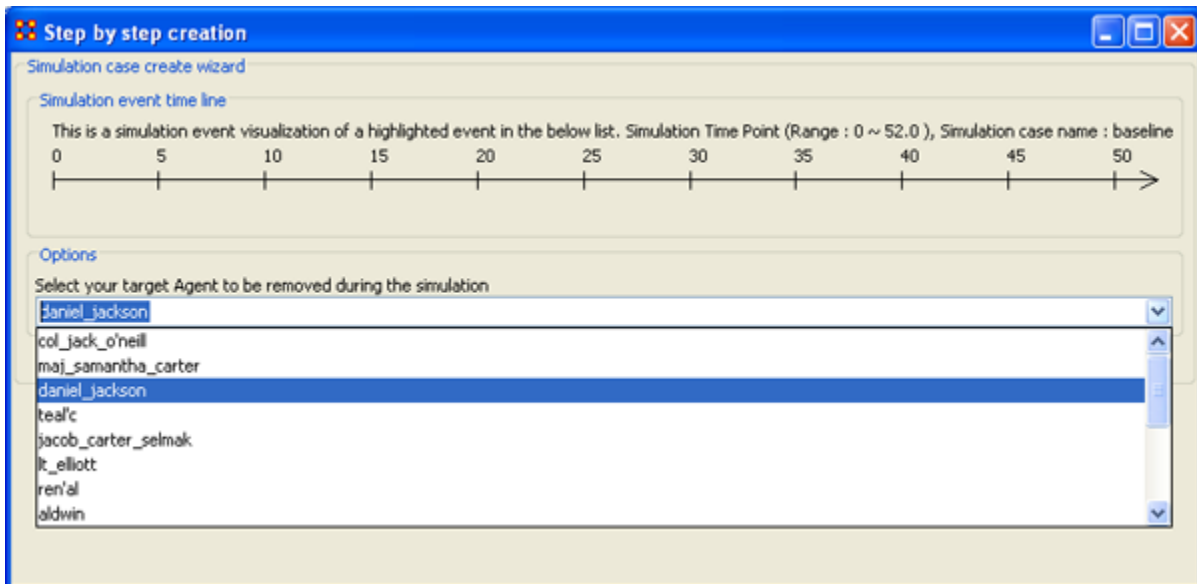 Step by step creation
Simulation case create wizard
Simulation event time line
This is a simulation event visualization of a highlighted event in the below list. Simulation Time Point (Range : 0 ~ 52.0 ), Simulation case name : baseline
0 5 10 15 20 25 30 35 40 45 50
Options
Select your target Agent to be removed during the simulation
daniel_jackson
col_jack_o'neill
maj_samantha_carter
daniel_jackson
teal'c
jacob_carter_selmak
lt_elliott
ren'al
aldwin